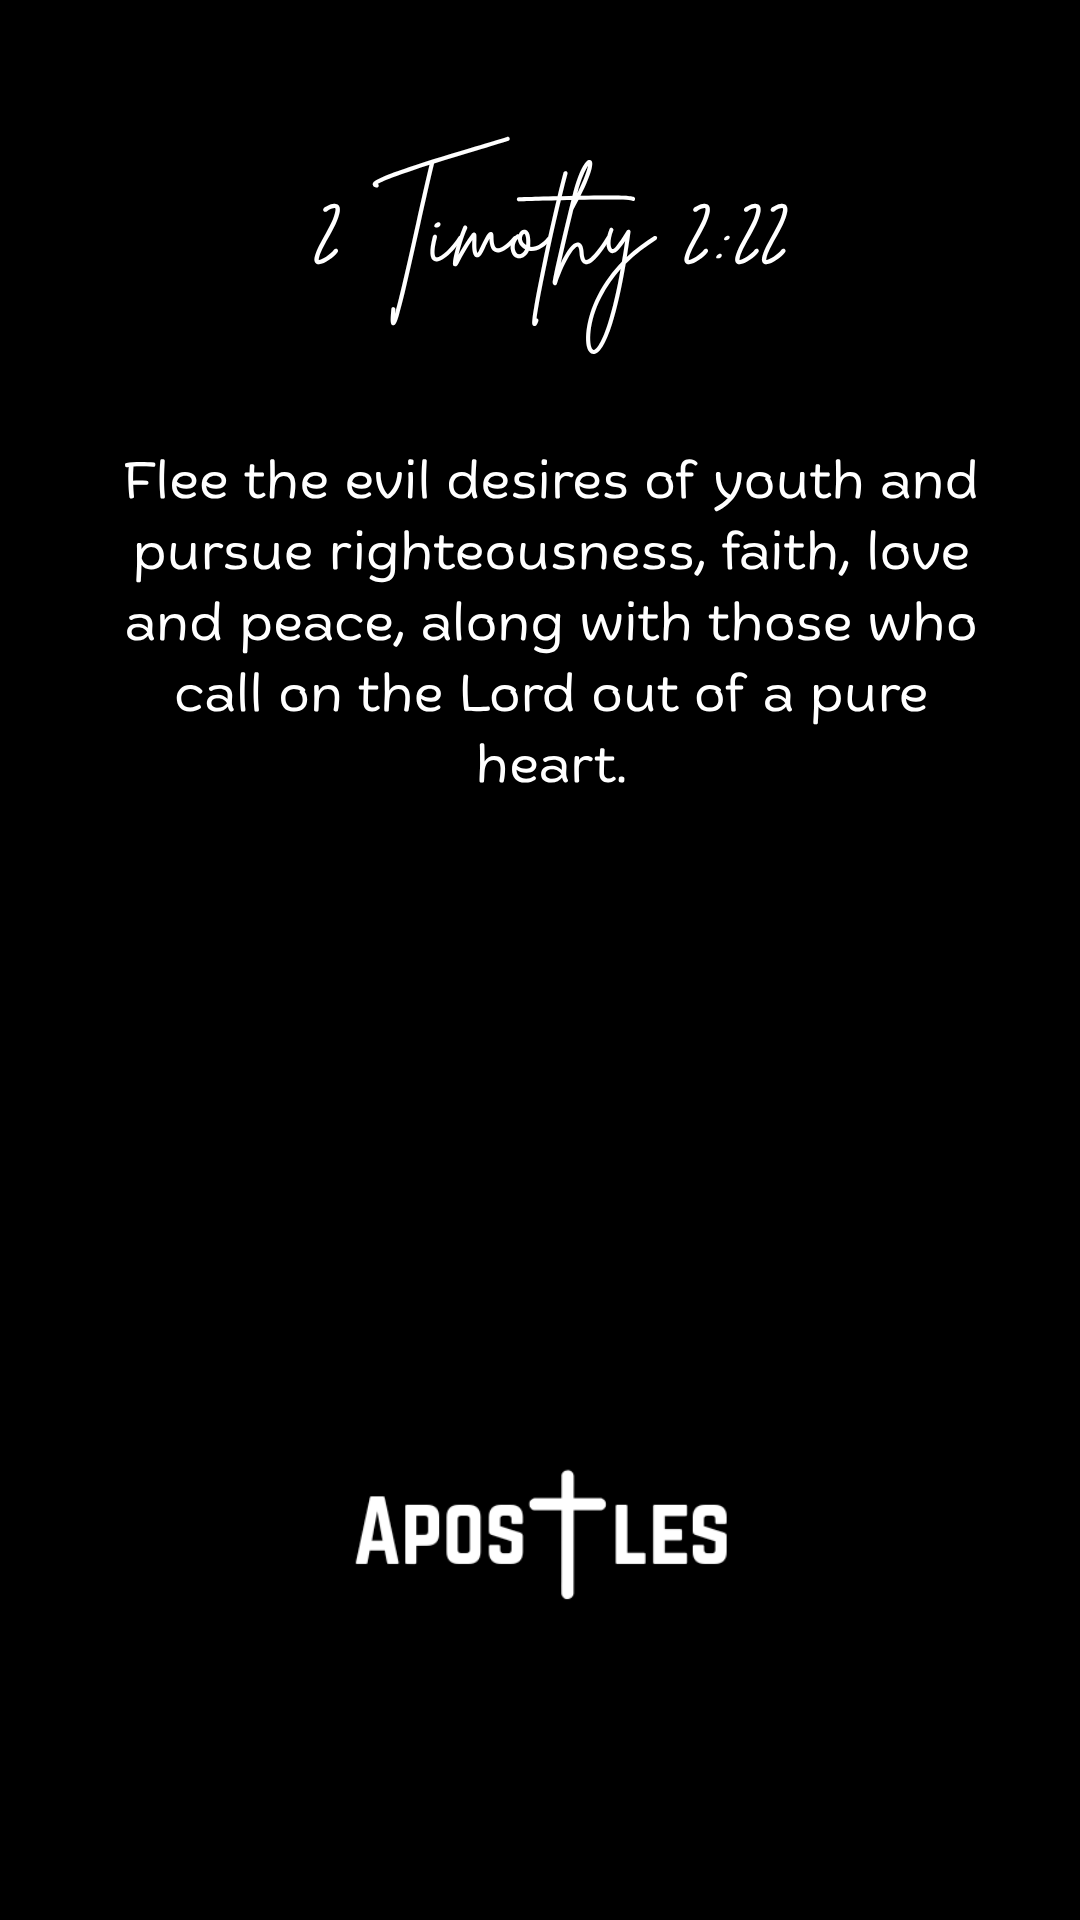 2 Timothy 2:22
Flee the evil desires of youth and
pursue righteousness, faith, love
and peace, along with those who
call on the Lord out of a pure
heart.
Apostles